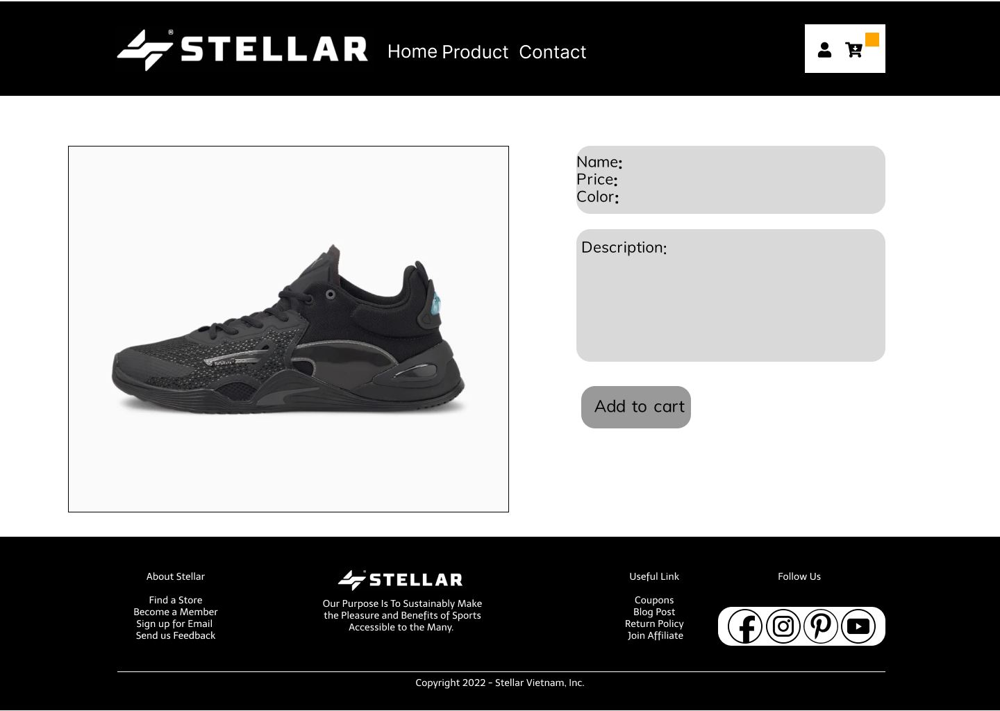 STELLAR
Home Product Contact
Name:
Price:
Color:
Description:
Add to cart
About Stellar
Find a Store
Become a Member
Sign up for Email
Send us Feedback
STELLAR
Our Purpose Is To Sustainably Make
the Pleasure and Benefits of Sports
Accessible to the Many.
Useful Link
Coupons
Blog Post
Return Policy
Join Affiliate
Follow Us
Copyright 2022 - Stellar Vietnam, Inc.